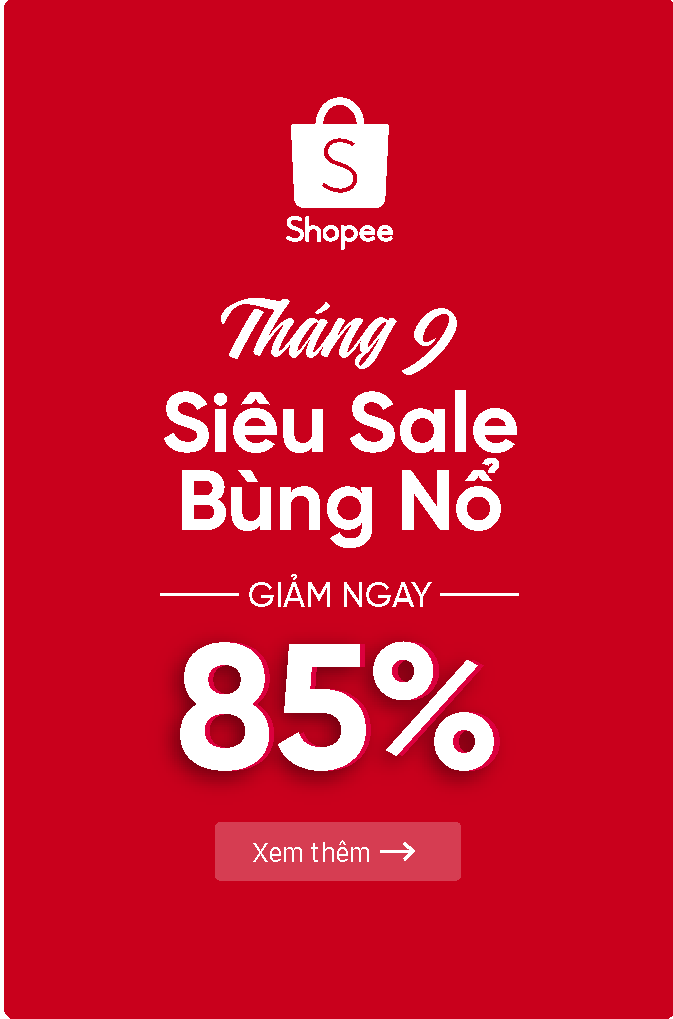 S
Shopee
Tháng 9
Siêu Sale
Bùng Nổ
GIẢM NGAY
85%
Xem thêm →